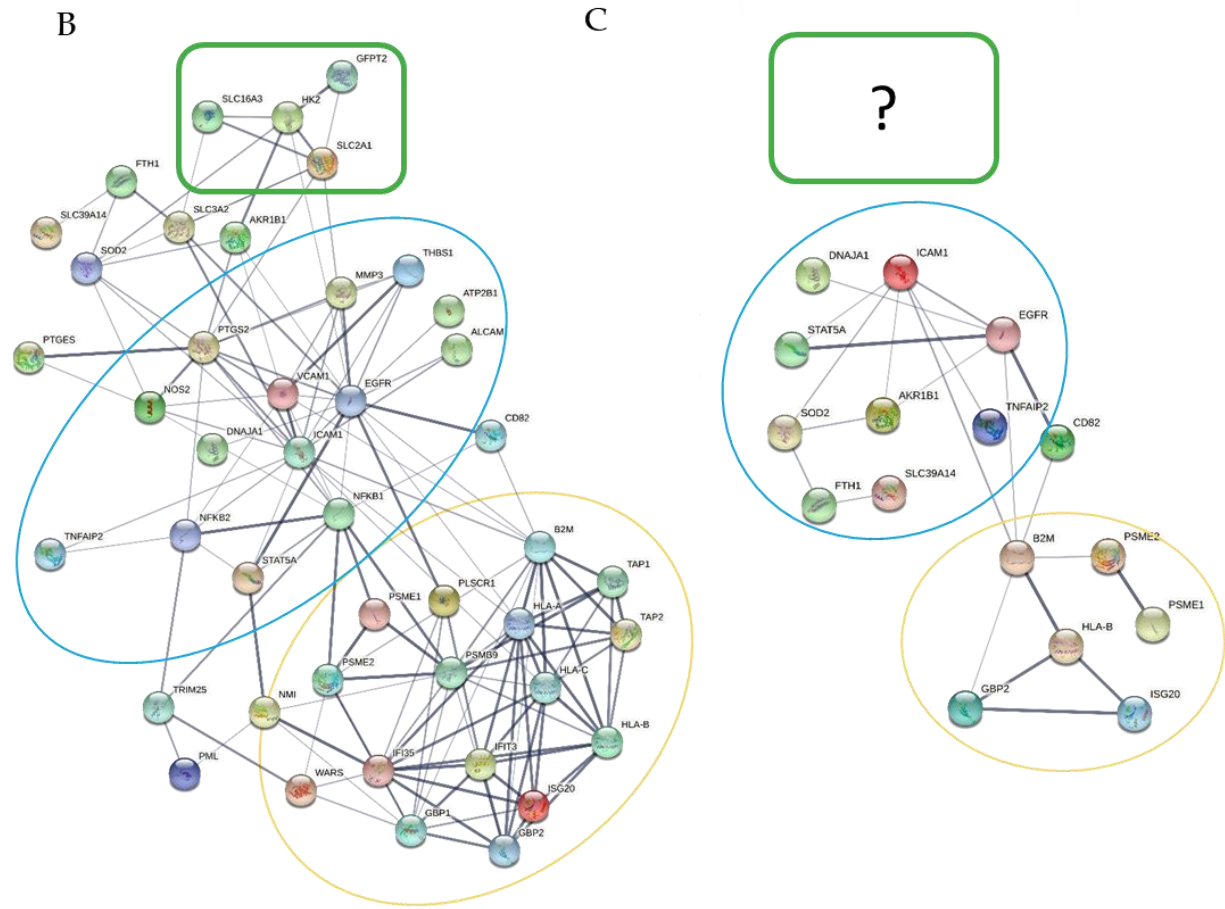 B
C
GFPT2
SLC16A3
HK2
?
SLC2A1
FTH1
SLC39A14
SLC3A2
AKR1B1
SOD2
THBS1
MMP3
ATP2B1
PTGS2
ALCAM
PTGES
VCAM1
EGFR
NOS2
DNAJA1
ICAM1
CD82
NFKB1
NFKB2
TNFAIP2
STAT5A
B2M
TAP1
PLSCR1
PSME1
HLA-A
TAP2
PSME2
PSMB9
HLA-C
TRIM25
NMI
HLA-B
PML
IFI35
IFIT3
WARS
ISG20
GBP1
GBP2
DNAJA1
ICAM1
EGFR
STAT5A
AKR1B1
TNFAIP2
SOD2
CD82
SLC39A14
FTH1
B2M
PSME2
PSME1
HLA-B
GBP2
ISG20